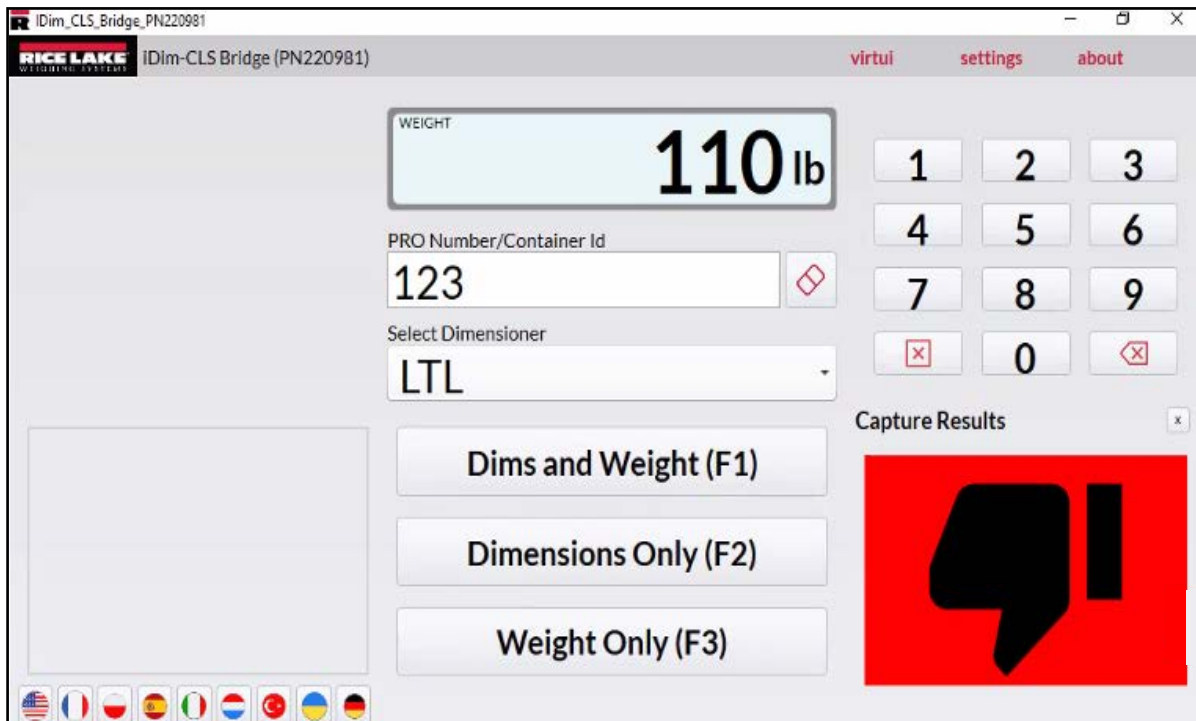 IDim_CLS_Bridge_PN220981
RICE LAKE
WEIGHING SYSTEMS
iDim-CLS Bridge (PN220981)
virtui settings about
WEIGHT
110 lb
PRO Number/Container Id
123
Select Dimensioner
LTL
Dims and Weight (F1)
Dimensions Only (F2)
Weight Only (F3)
1 2 3
4 5 6
7 8 9
0
Capture Results
x